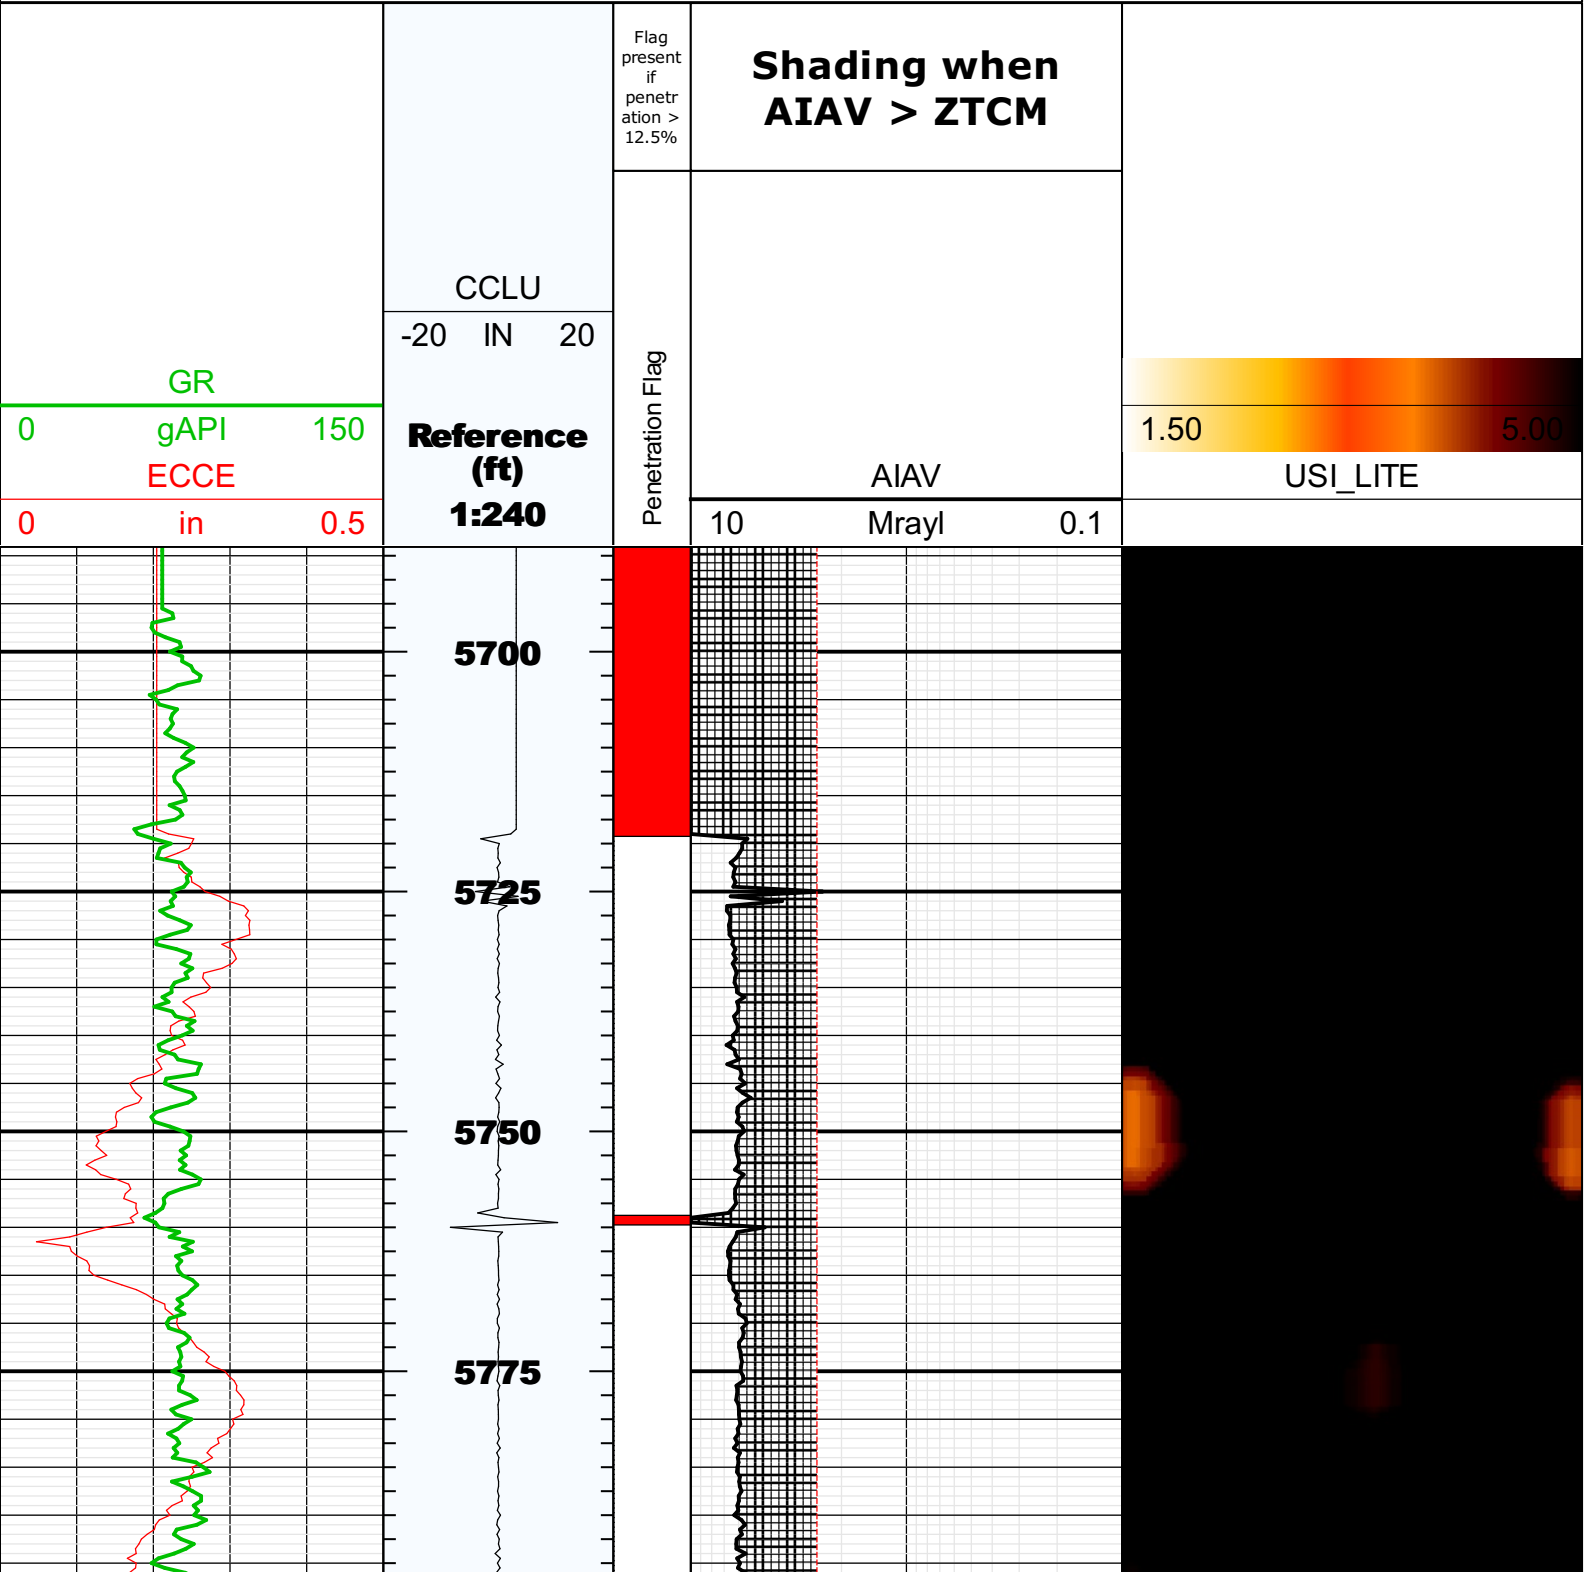 Flag
present
if
penetr
ation >
12.5%
Shading when
AIAV > ZTCM
CCLU
-20 IN 20
GR
0 gAPI 150
ECCE
0 in 0.5
Reference
(ft)
1:240
Penetration Flag
AIAV
10 Mrayl 0.1
1.50 5.00
USI_LITE
5700
5725
5750
5775